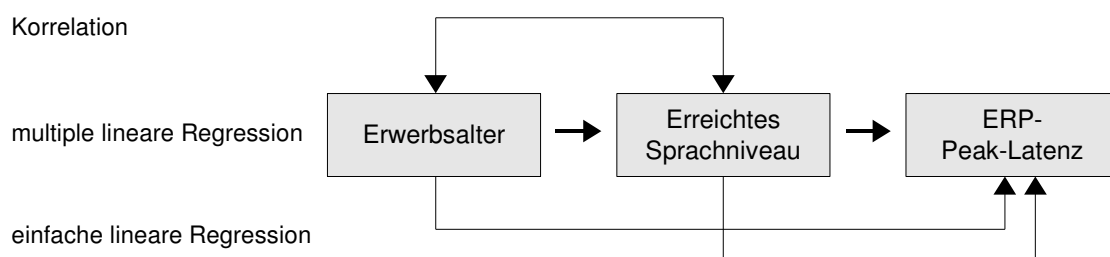 Korrelation
multiple lineare Regression
Erwerbsalter
Erreichtes
Sprachniveau
ERP-
Peak-Latenz
einfache lineare Regression